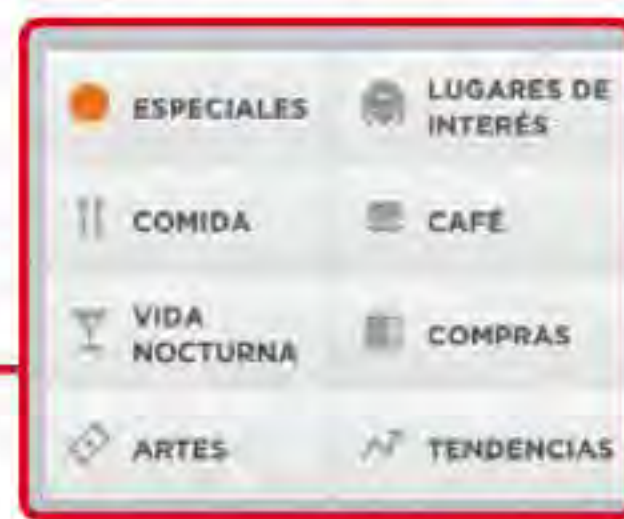 ESPECIALES
LUGARES DE
INTERÉS
COMIDA
CAFÉ
VIDA
NOCTURNA
COMPRAS
ARTES
TENDENCIAS